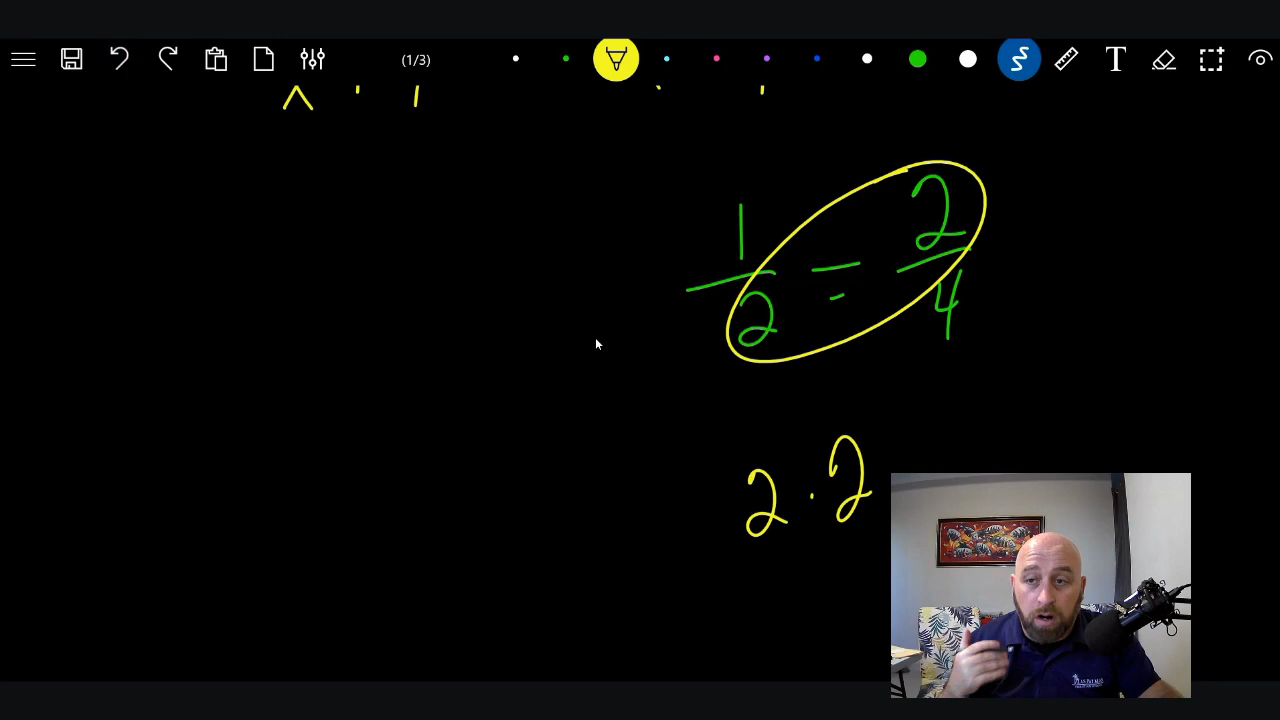 (1/3)
T
1/2 = 2/4
2 · 2